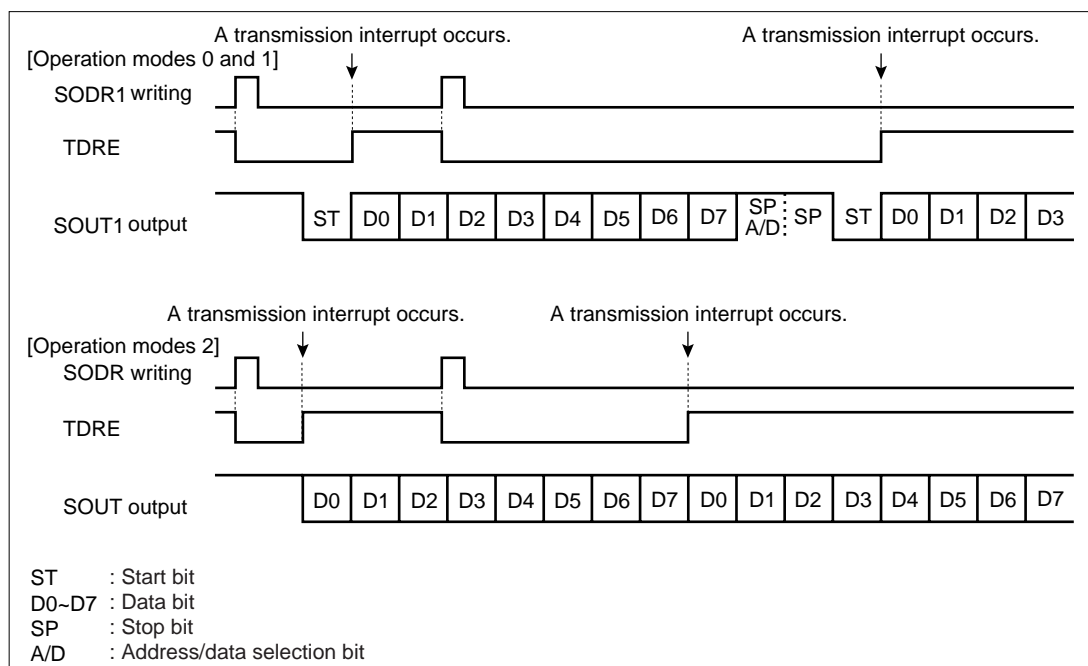 A transmission interrupt occurs. A transmission interrupt occurs.
[Operation modes 0 and 1]
SODR1 writing
TDRE
SOUT1 output ST D0 D1 D2 D3 D4 D5 D6 D7 SP A/D SP ST D0 D1 D2 D3
A transmission interrupt occurs. A transmission interrupt occurs.
[Operation modes 2]
SODR writing
TDRE
SOUT output D0 D1 D2 D3 D4 D5 D6 D7 D0 D1 D2 D3 D4 D5 D6 D7
ST : Start bit
D0~D7 : Data bit
SP : Stop bit
A/D : Address/data selection bit